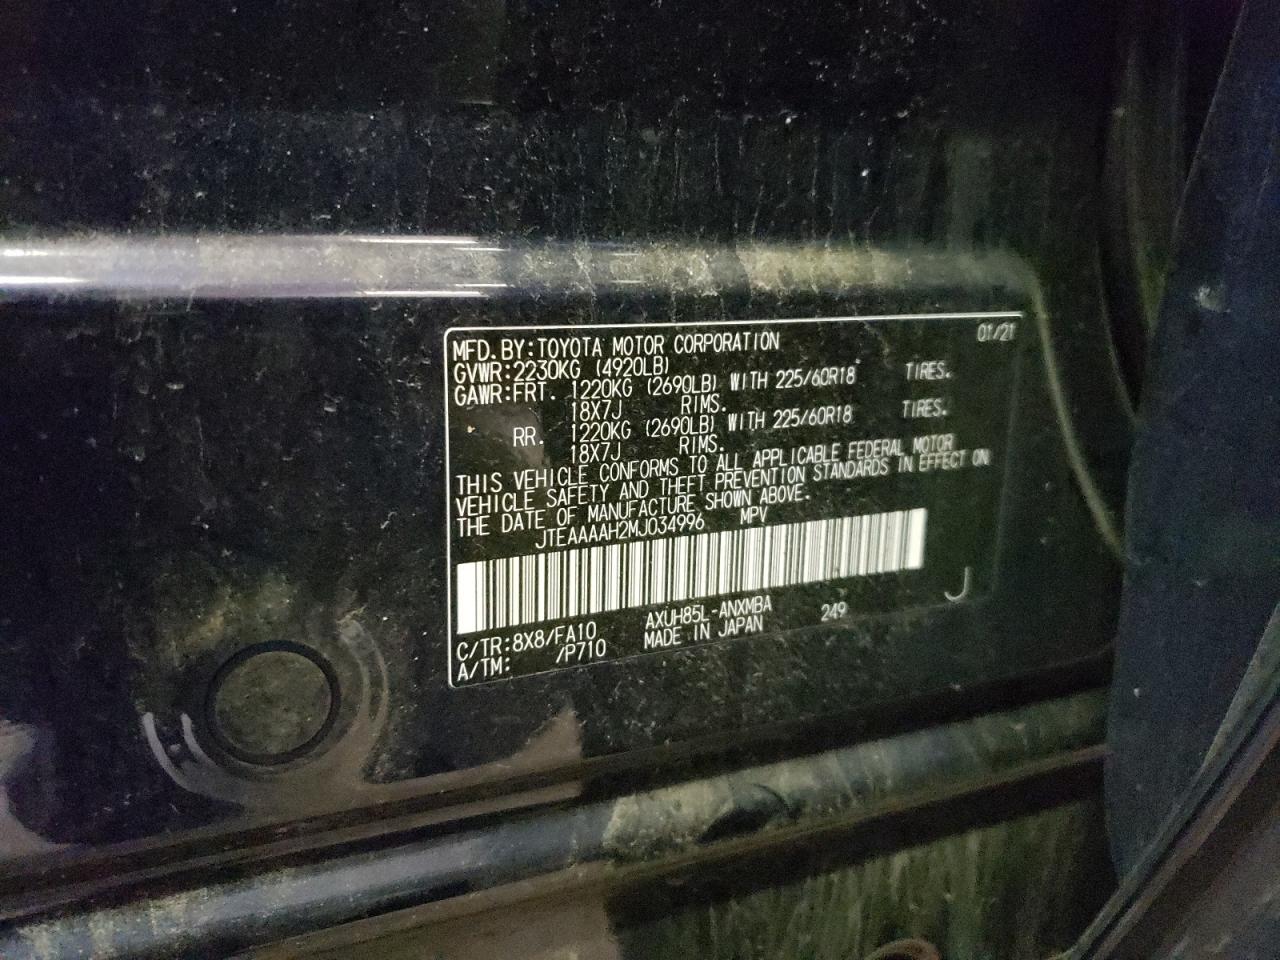 MFD. BY: TOYOTA MOTOR CORPORATION 01/21
GVWR: 2230KG (4920LB)
GAWR: FRT. 1220KG (2690LB) WITH 225/60R18 TIRES.
18X7J RIMS.
RR. 1220KG (2690LB) WITH 225/60R18 TIRES.
18X7J RIMS.
THIS VEHICLE CONFORMS TO ALL APPLICABLE FEDERAL MOTOR
VEHICLE SAFETY AND THEFT PREVENTION STANDARDS IN EFFECT ON
THE DATE OF MANUFACTURE SHOWN ABOVE.
JTEAAAAH2MJ034996 MPV
C/TR: 8X8/FA10 AXUH85L-ANXMBA 249 J
A/TM: /P710 MADE IN JAPAN